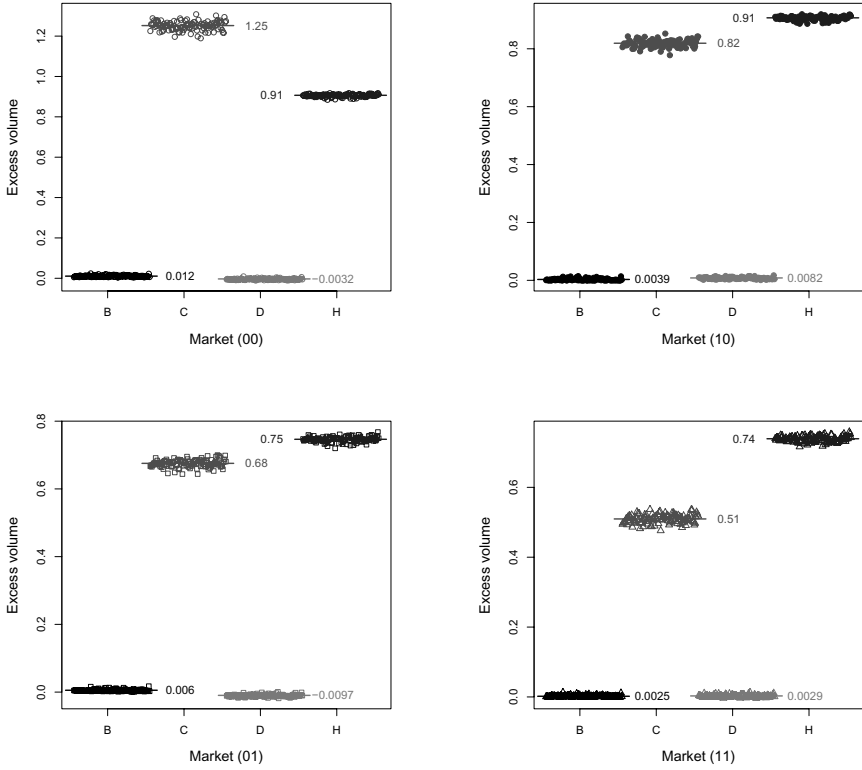 Excess volume
0.0 0.2 0.4 0.6 0.8 1.0 1.2
1.25
0.91
0.012
−0.0032
B C D H
Market (00)
Excess volume
0.0 0.2 0.4 0.6 0.8
0.91
0.82
0.0039
0.0082
B C D H
Market (10)
Excess volume
0.0 0.2 0.4 0.6 0.8
0.75
0.68
0.006
−0.0097
B C D H
Market (01)
Excess volume
0.0 0.2 0.4 0.6
0.74
0.51
0.0025
0.0029
B C D H
Market (11)